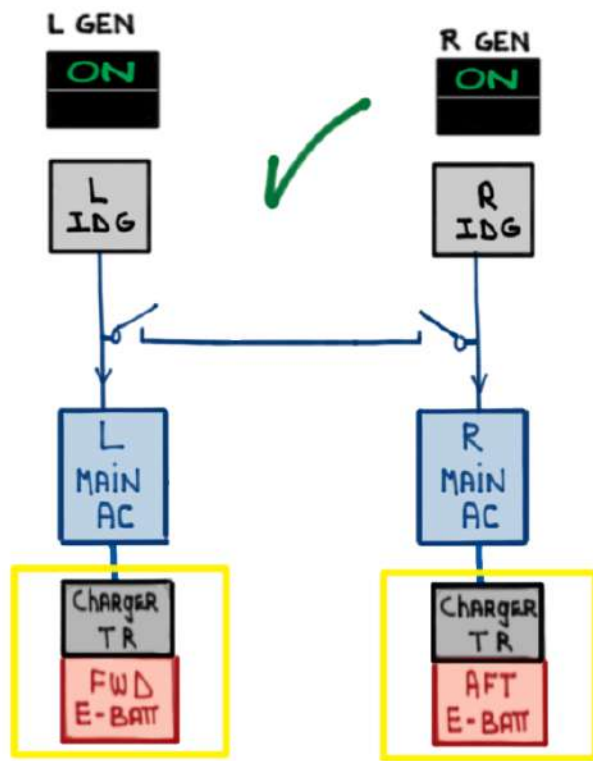 L GEN
ON
R GEN
ON
L
IDG
R
IDG
L
MAIN
AC
R
MAIN
AC
CHARGER
TR
FWD
E-BATT
CHARGER
TR
AFT
E-BATT